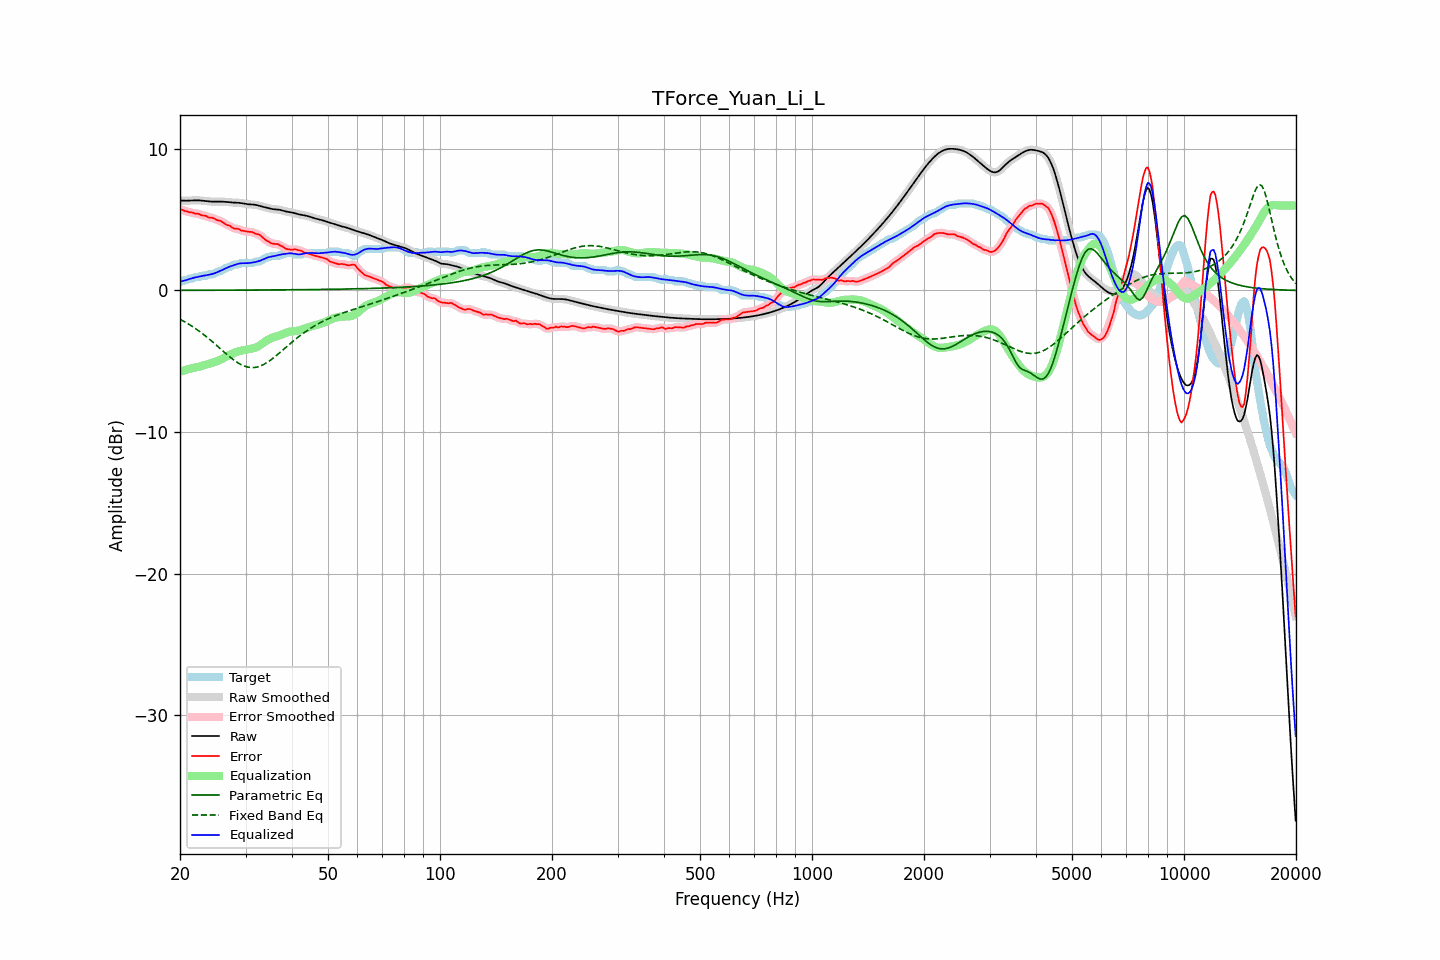 TForce_Yuan_Li_L
10
0
−10
−20
−30
Amplitude (dBr)
20
50
100
200
500
1000
2000
5000
10000
20000
Frequency (Hz)
Target
Raw Smoothed
Error Smoothed
Raw
Error
Equalization
Parametric Eq
Fixed Band Eq
Equalized